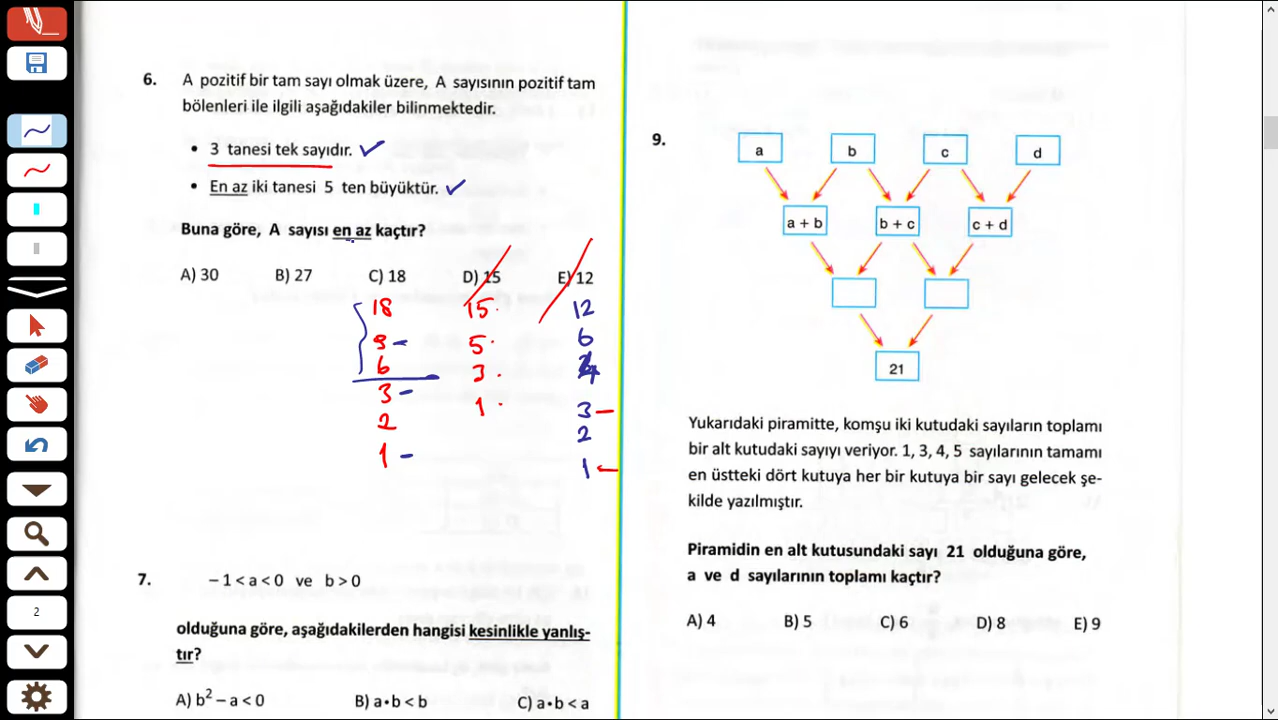 6. A pozitif bir tam sayı olmak üzere, A sayısının pozitif tam
bölenleri ile ilgili aşağıdakiler bilinmektedir.
• 3 tanesi tek sayıdır.
• En az iki tanesi 5 ten büyüktür.
Buna göre, A sayısı en az kaçtır?
A) 30 B) 27 C) 18 D) 15 E) 12
18 15 12
9 5 6
6 3 4
3 1 3
2 2
1 1
7. – 1 < a < 0 ve b > 0
olduğuna göre, aşağıdakilerden hangisi kesinlikle yanlış-
tır?
A) b² – a < 0 B) a•b < b C) a•b < a
9.
a b c d
a + b b + c c + d
21
Yukarıdaki piramitte, komşu iki kutudaki sayıların toplamı
bir alt kutudaki sayıyı veriyor. 1, 3, 4, 5 sayılarının tamamı
en üstteki dört kutuya her bir kutuya bir sayı gelecek şe-
kilde yazılmıştır.
Piramidin en alt kutusundaki sayı 21 olduğuna göre,
a ve d sayılarının toplamı kaçtır?
A) 4 B) 5 C) 6 D) 8 E) 9
2